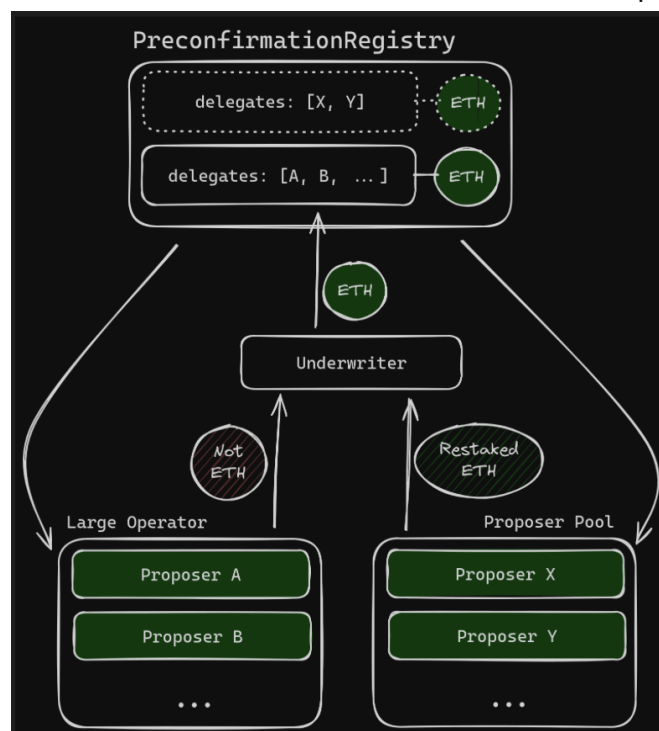 PreconfirmationRegistry
delegates: [X, Y]
ETH
delegates: [A, B, ...]
ETH
ETH
Underwriter
Not
ETH
Restaked
ETH
Large Operator
Proposer Pool
Proposer A
Proposer X
Proposer B
Proposer Y
...
...